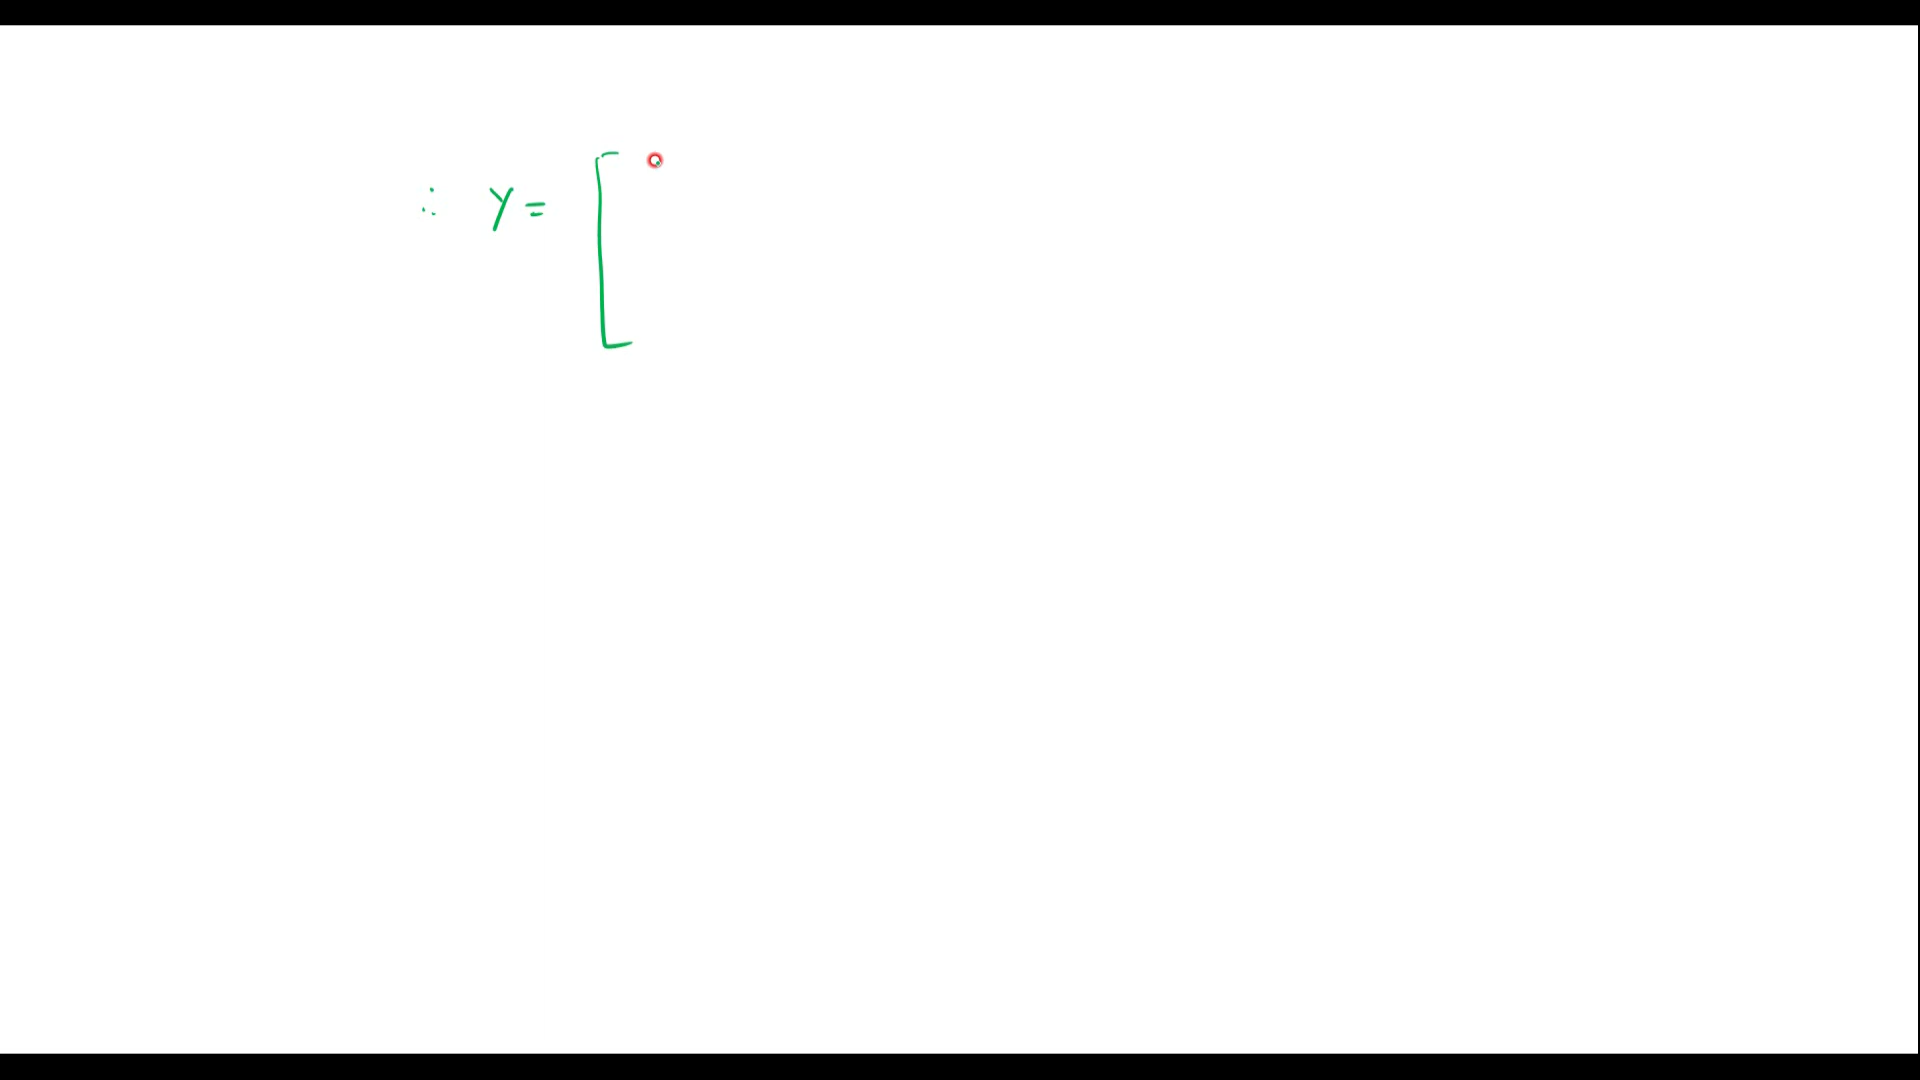 ∴ Y = [